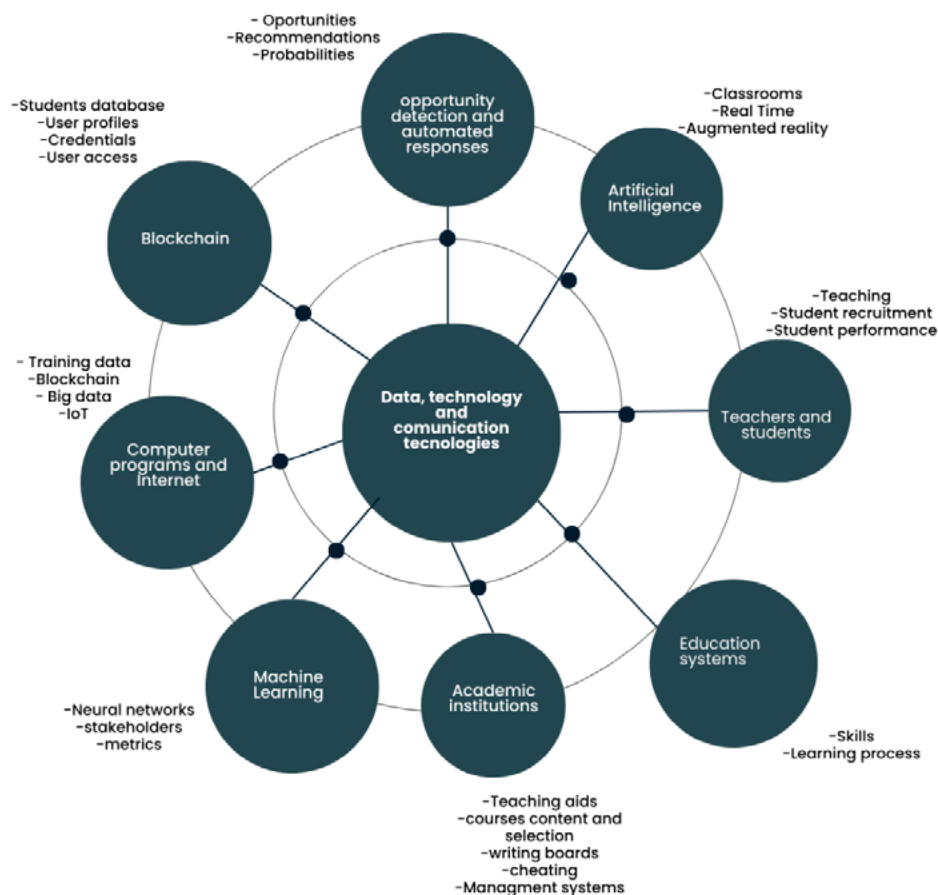 - Oportunities
-Recommendations
-Probabilities
opportunity
detection and
automated
responses
-Classrooms
- Real Time
-Augmented reality
Artificial
Intelligence
-Students database
-User profiles
-Credentials
-User access
Blockchain
-Teaching
-Student recruitment
-Student performance
Teachers and
students
- Training data
-Blockchain
- Big data
-IoT
Computer
programs and
Internet
Data, technology
and
comunication
tecnologies
Education
systems
-Skills
-Learning process
Machine
Learning
-Neural networks
-stakeholders
-metrics
Academic
institutions
-Teaching aids
-courses content and
selection
-writing boards
-cheating
-Managment systems